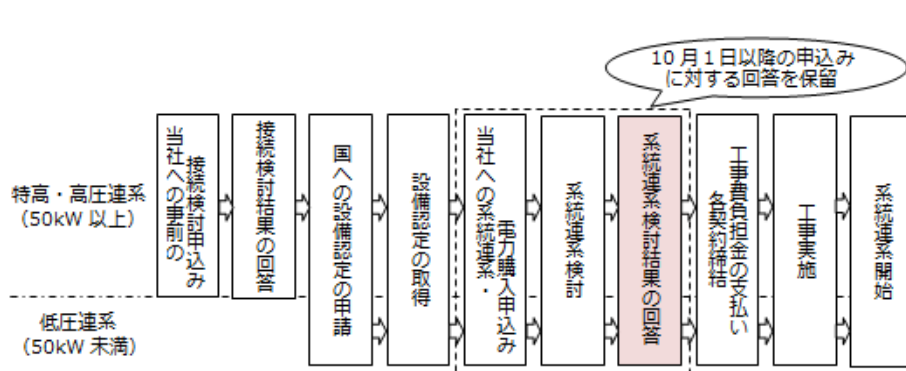 10月1日以降の申込み
に対する回答を保留
特高・高圧連系
（50kW 以上）
低圧連系
（50kW 未満）
当社への事前の
接続検討申込み
接続検討結果の回答
国への設備認定の申請
設備認定の取得
当社への系統連系・
電力購入申込み
系統連系検討
系統連系検討結果の回答
工事費負担金の支払い
各契約締結
工事実施
系統連系開始